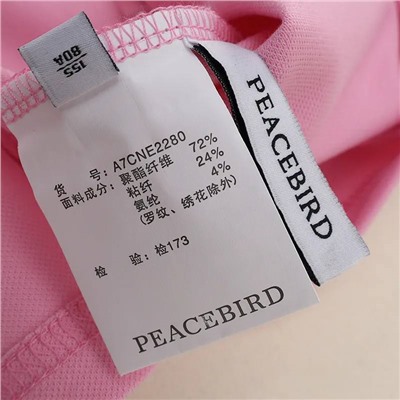 155
80A
PEACEBIRD
货 号：A7CNE2280
面料成分：聚酯纤维 72%
粘纤 24%
氨纶 4%
（罗纹、绣花除外）
检 验：检173
PEACEBIRD